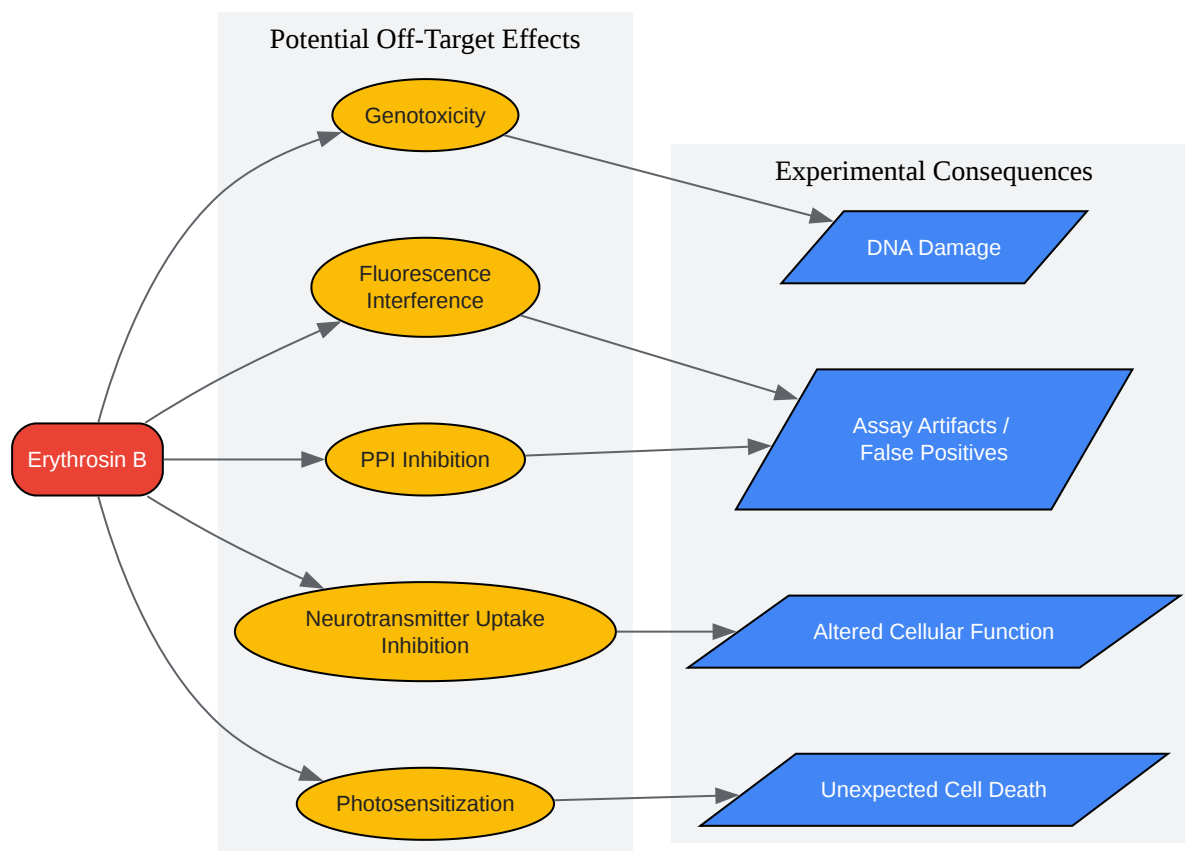 Potential Off-Target Effects
Genotoxicity
Fluorescence
Interference
PPI Inhibition
Neurotransmitter Uptake
Inhibition
Photosensitization
Erythrosin B
Experimental Consequences
DNA Damage
Assay Artifacts /
False Positives
Altered Cellular Function
Unexpected Cell Death